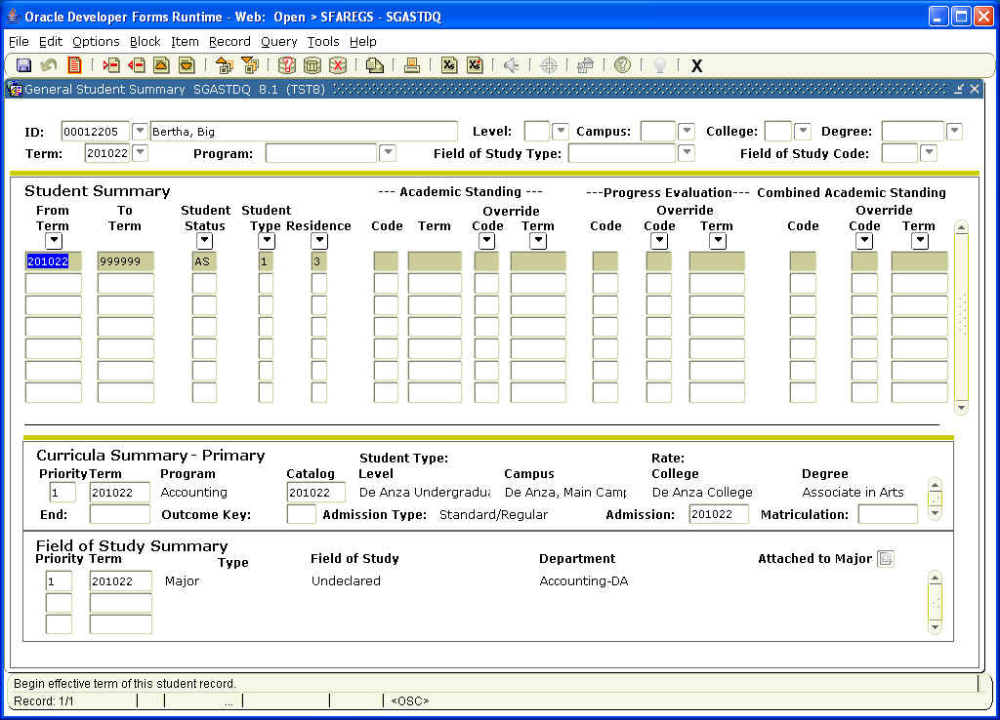 Oracle Developer Forms Runtime - Web: Open > SFAREGS - SGASTDQ
File Edit Options Block Item Record Query Tools Help
X
General Student Summary SGASTDQ 8.1 (TST8)
ID: 00012205 Bertha, Big Level: Campus: College: Degree:
Term: 201022 Program: Field of Study Type: Field of Study Code:
Student Summary --- Academic Standing --- ---Progress Evaluation--- Combined Academic Standing
From To Student Student Override Override Override
Term Term Status Type Residence Code Term Code Term Code Code Term Code Code Term
201022 999999 AS 1 3
Curricula Summary - Primary Student Type: Rate:
Priority Term Program Catalog Level Campus College Degree
1 201022 Accounting 201022 De Anza Undergradua De Anza, Main Camp De Anza College Associate in Arts
End: Outcome Key: Admission Type: Standard/Regular Admission: 201022 Matriculation:
Field of Study Summary
Priority Term Type Field of Study Department Attached to Major
1 201022 Major Undeclared Accounting-DA
Begin effective term of this student record.
Record: 1/1 ... <OSC>